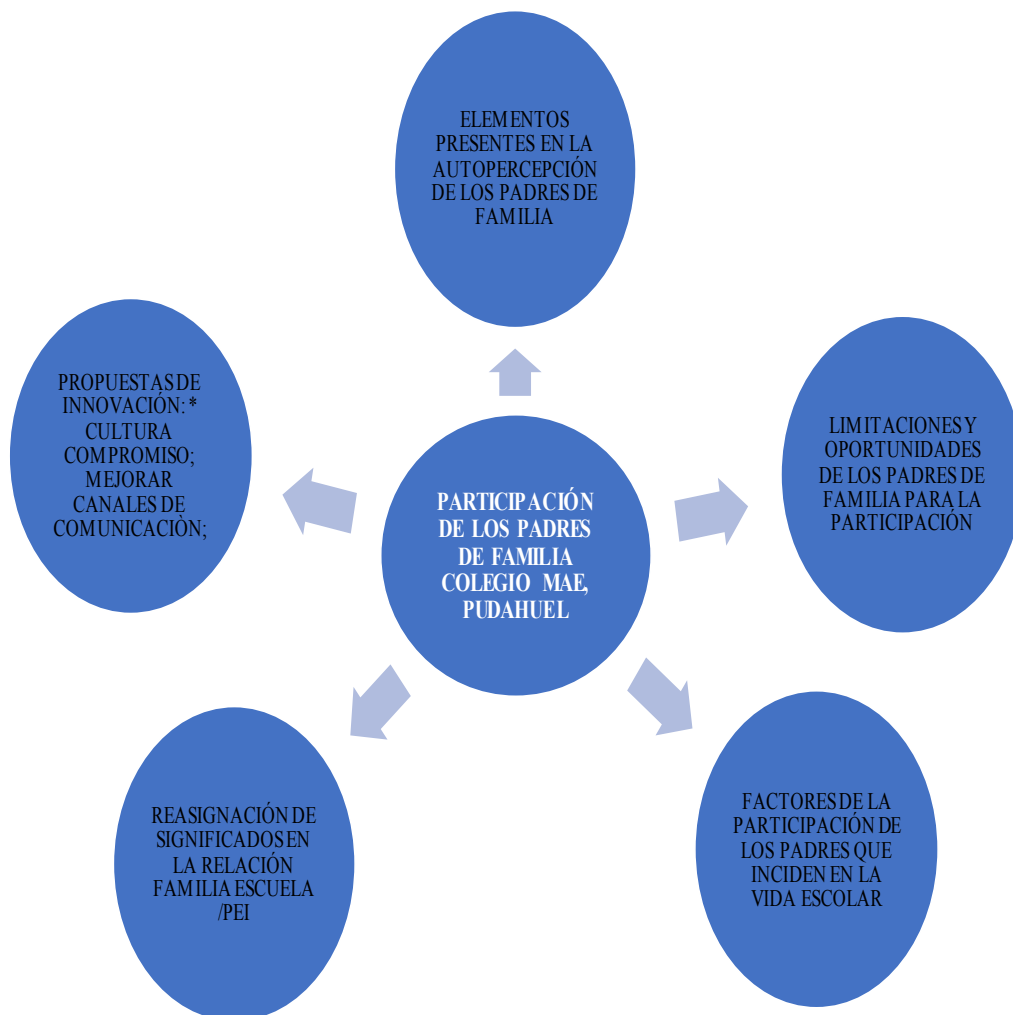 ELEMENTOS
PRESENTES EN LA
AUTOPERCEPCIÓN
DE LOS PADRES DE
FAMILIA
PROPUESTAS DE
INNOVACIÓN: *
CULTURA
COMPROMISO;
MEJORAR
CANALES DE
COMUNICACIÒN;
LIMITACIONES Y
OPORTUNIDADES
DE LOS PADRES DE
FAMILIA PARA LA
PARTICIPACIÓN
PARTICIPACIÓN
DE LOS PADRES
DE FAMILIA
COLEGIO MAE,
PUDAHUEL
REASIGNACIÓN DE
SIGNIFICADOS EN
LA RELACIÓN
FAMILIA ESCUELA
/PEI
FACTORES DE LA
PARTICIPACIÓN DE
LOS PADRES QUE
INCIDEN EN LA
VIDA ESCOLAR